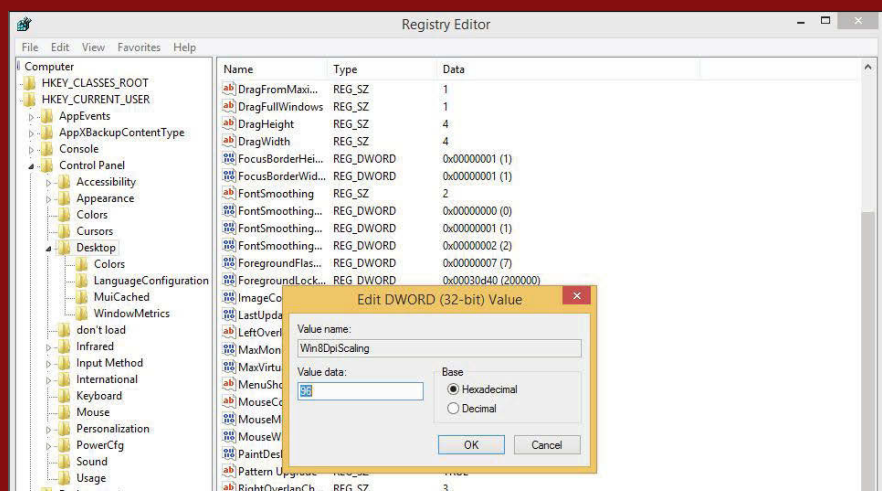 Registry Editor
File Edit View Favorites Help
Computer
HKEY_CLASSES_ROOT
HKEY_CURRENT_USER
AppEvents
AppXBackupContentType
Console
Control Panel
Accessibility
Appearance
Colors
Cursors
Desktop
Colors
LanguageConfiguration
MuiCached
WindowMetrics
don't load
Infrared
Input Method
International
Keyboard
Mouse
Personalization
PowerCfg
Sound
Usage
Name Type Data
DragFromMaxi... REG_SZ 1
DragFullWindows REG_SZ 1
DragHeight REG_SZ 4
DragWidth REG_SZ 4
FocusBorderHei... REG_DWORD 0x00000001 (1)
FocusBorderWid... REG_DWORD 0x00000001 (1)
FontSmoothing REG_SZ 2
FontSmoothing... REG_DWORD 0x00000000 (0)
FontSmoothing... REG_DWORD 0x00000001 (1)
FontSmoothing... REG_DWORD 0x00000002 (2)
ForegroundFlas... REG_DWORD 0x00000007 (7)
ForegroundLock... REG_DWORD 0x00030d40 (200000)
ImageCo
LastUpda
LeftOverl
MaxMon
MaxVirtu
MenuSho
MouseCo
MouseM
MouseW
PaintDes
Pattern Upgrade REG_SZ TRUE
RightOverlapCh... REG_SZ 3
Edit DWORD (32-bit) Value
Value name:
Win8DpiScaling
Value data:
96
Base
Hexadecimal
Decimal
OK Cancel